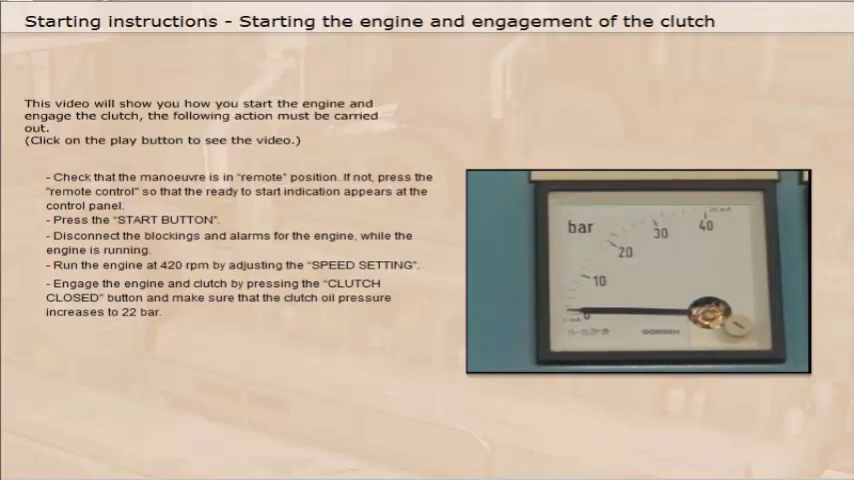 Starting instructions - Starting the engine and engagement of the clutch
This video will show you how you start the engine and
engage the clutch, the following action must be carried
out.
(Click on the play button to see the video.)
- Check that the manoeuvre is in "remote" position. If not, press the
"remote control" so that the ready to start indication appears at the
control panel.
- Press the "START BUTTON".
- Disconnect the blockings and alarms for the engine, while the
engine is running.
- Run the engine at 420 rpm by adjusting the "SPEED SETTING".
- Engage the engine and clutch by pressing the "CLUTCH
CLOSED" button and make sure that the clutch oil pressure
increases to 22 bar.
bar
40
30
20
10
0